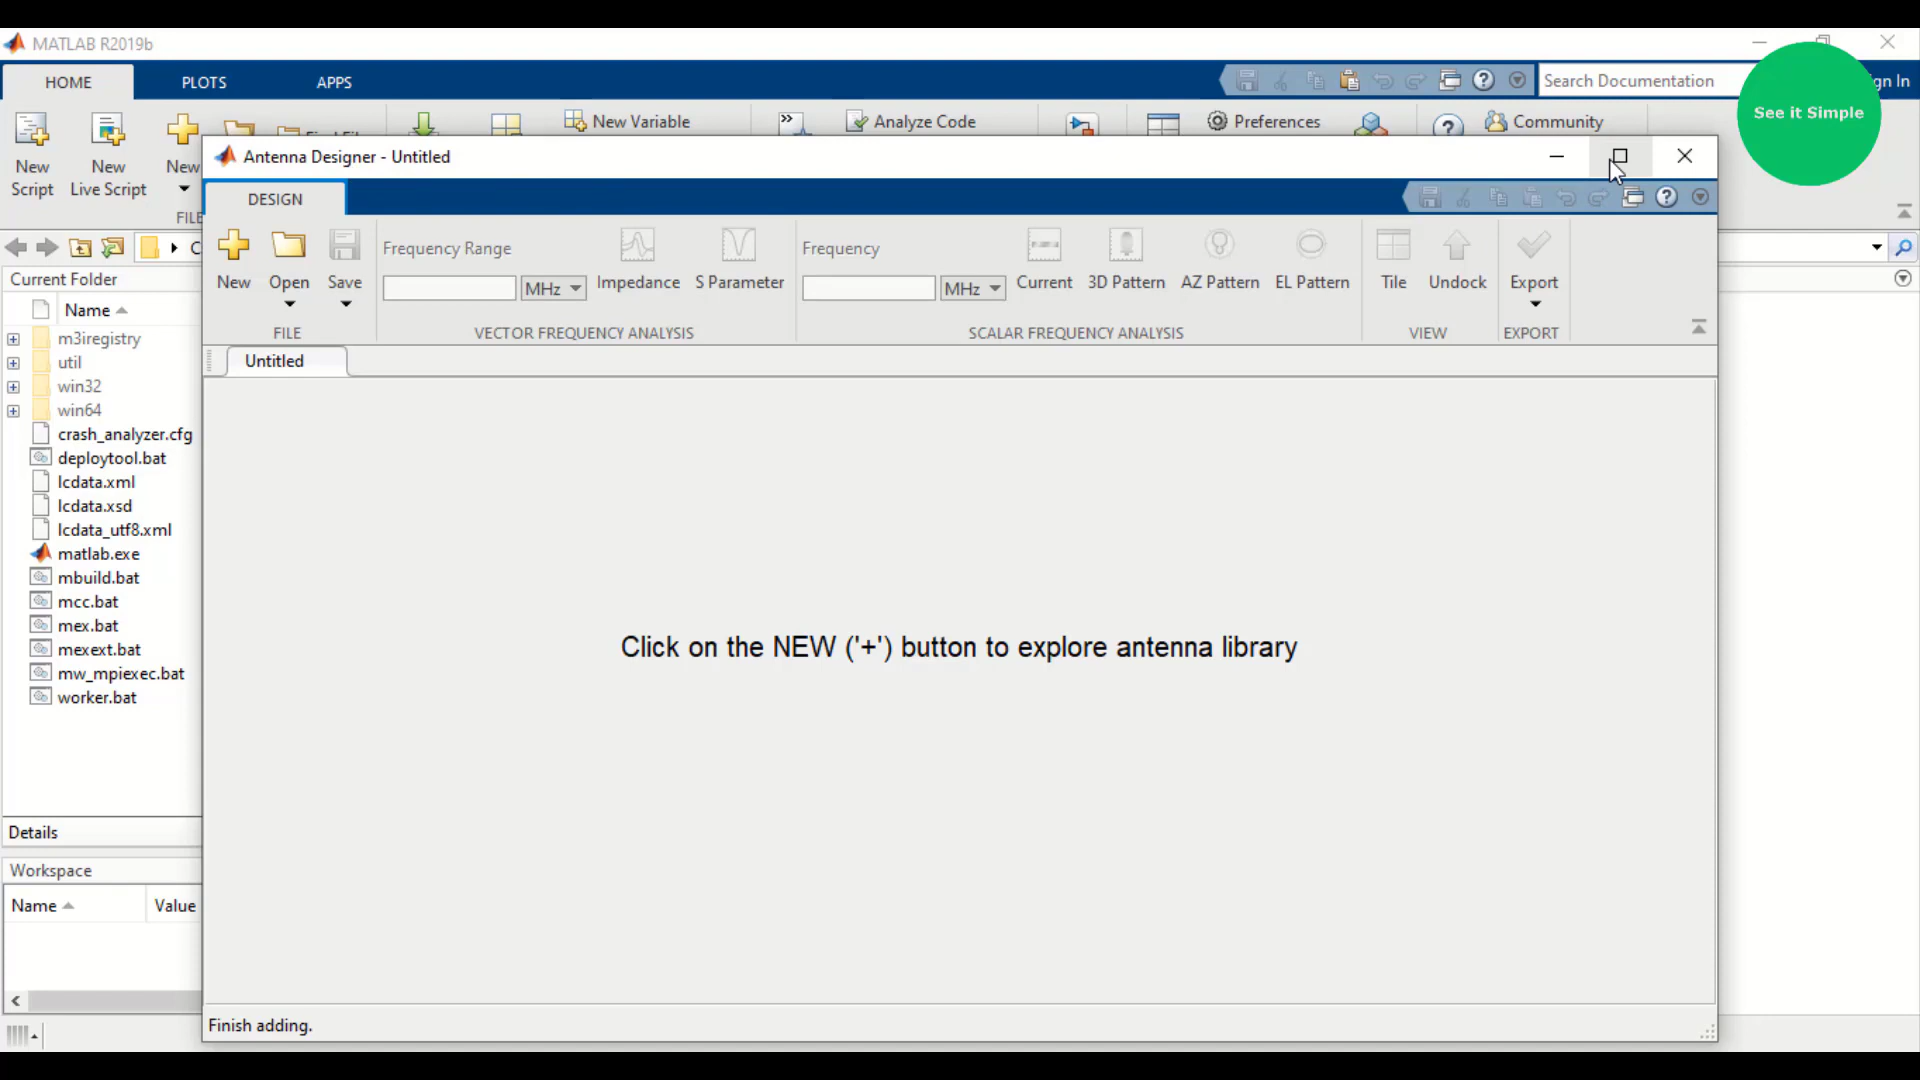 MATLAB R2019b
HOME
PLOTS
APPS
Search Documentation
gn In
See it Simple
New Script
New Live Script
New
New Variable
Analyze Code
Preferences
Community
FILE
Antenna Designer - Untitled
DESIGN
New
Open
Save
FILE
Frequency Range
MHz
Impedance
S Parameter
VECTOR FREQUENCY ANALYSIS
Frequency
MHz
Current
3D Pattern
AZ Pattern
EL Pattern
SCALAR FREQUENCY ANALYSIS
Tile
Undock
VIEW
Export
EXPORT
Untitled
Click on the NEW ('+') button to explore antenna library
Finish adding.
C
Current Folder
Name
m3iregistry
util
win32
win64
crash_analyzer.cfg
deploytool.bat
lcdata.xml
lcdata.xsd
lcdata_utf8.xml
matlab.exe
mbuild.bat
mcc.bat
mex.bat
mexext.bat
mw_mpiexec.bat
worker.bat
Details
Workspace
Name
Value